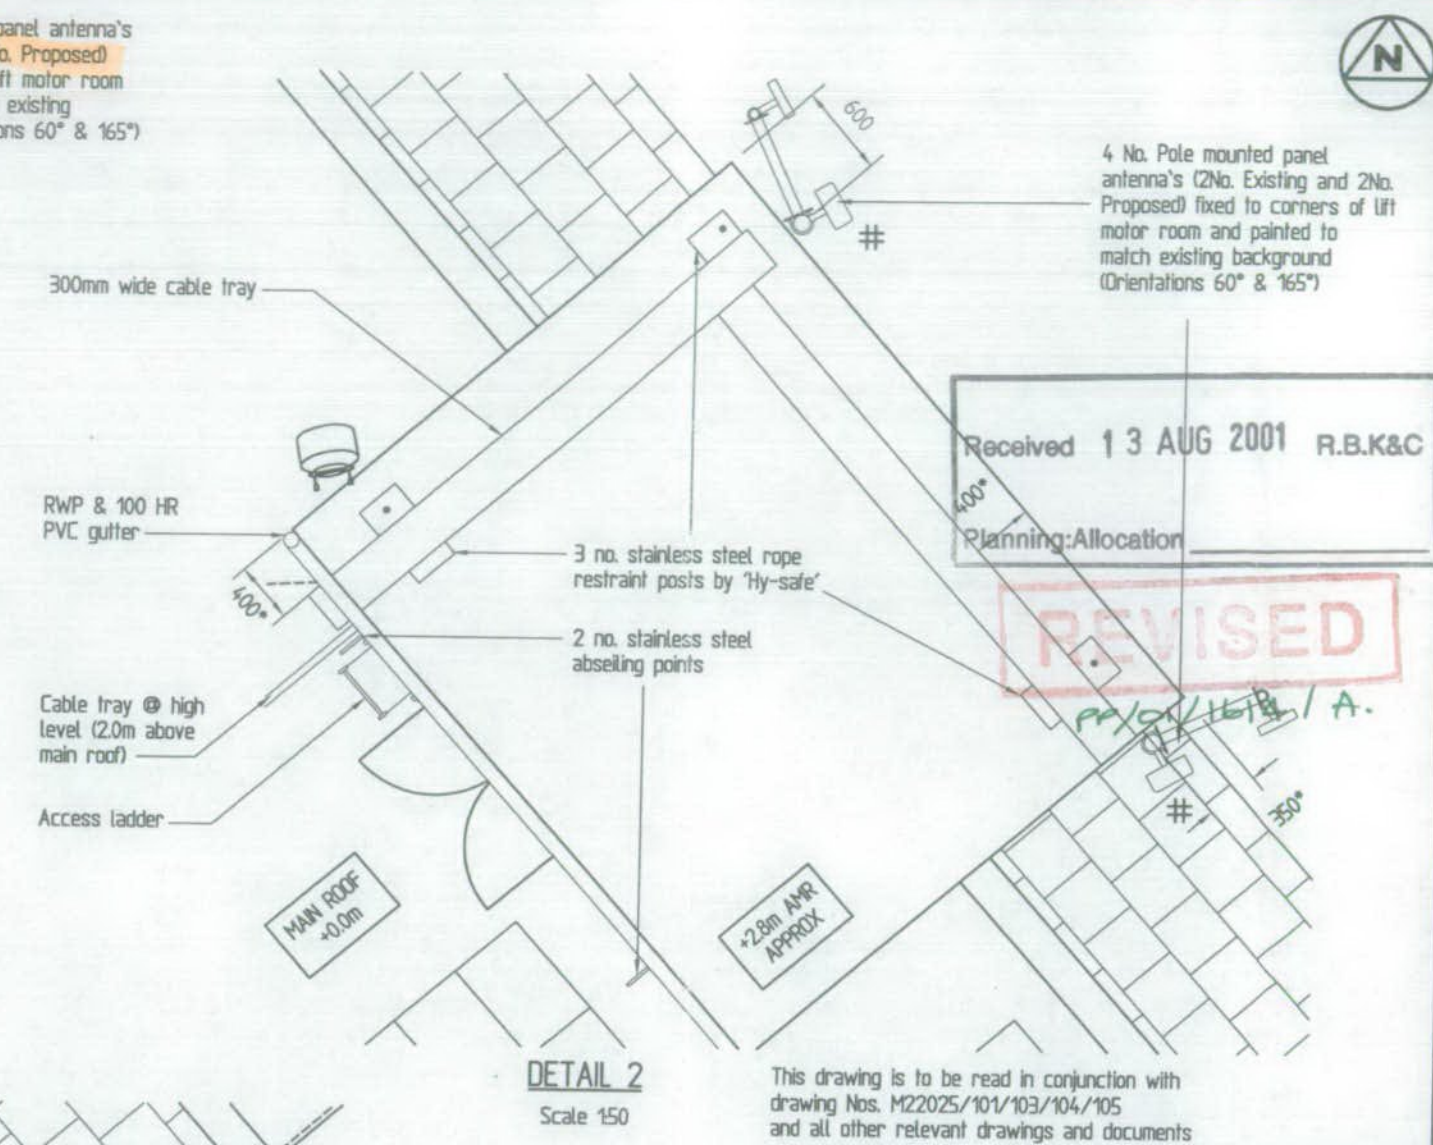 panel antenna's
o. Proposed)
ft motor room
existing
ns 60° & 165°)
N
600
4 No. Pole mounted panel
antenna's (2No. Existing and 2No.
Proposed) fixed to corners of lift
motor room and painted to
match existing background
(Orientations 60° & 165°)
#
300mm wide cable tray
Received 13 AUG 2001 R.B.K&C
400*
Planning:Allocation
RWP & 100 HR
PVC gutter
3 no. stainless steel rope
restraint posts by 'Hy-safe'
400*
REVISED
2 no. stainless steel
abseiling points
Cable tray @ high
level (2.0m above
main roof)
/ A.
Access ladder
#
350*
MAIN ROOF
+0.0m
+2.8m AMR
APPROX
DETAIL 2
Scale 1:50
This drawing is to be read in conjunction with
drawing Nos. M22025/101/103/104/105
and all other relevant drawings and documents